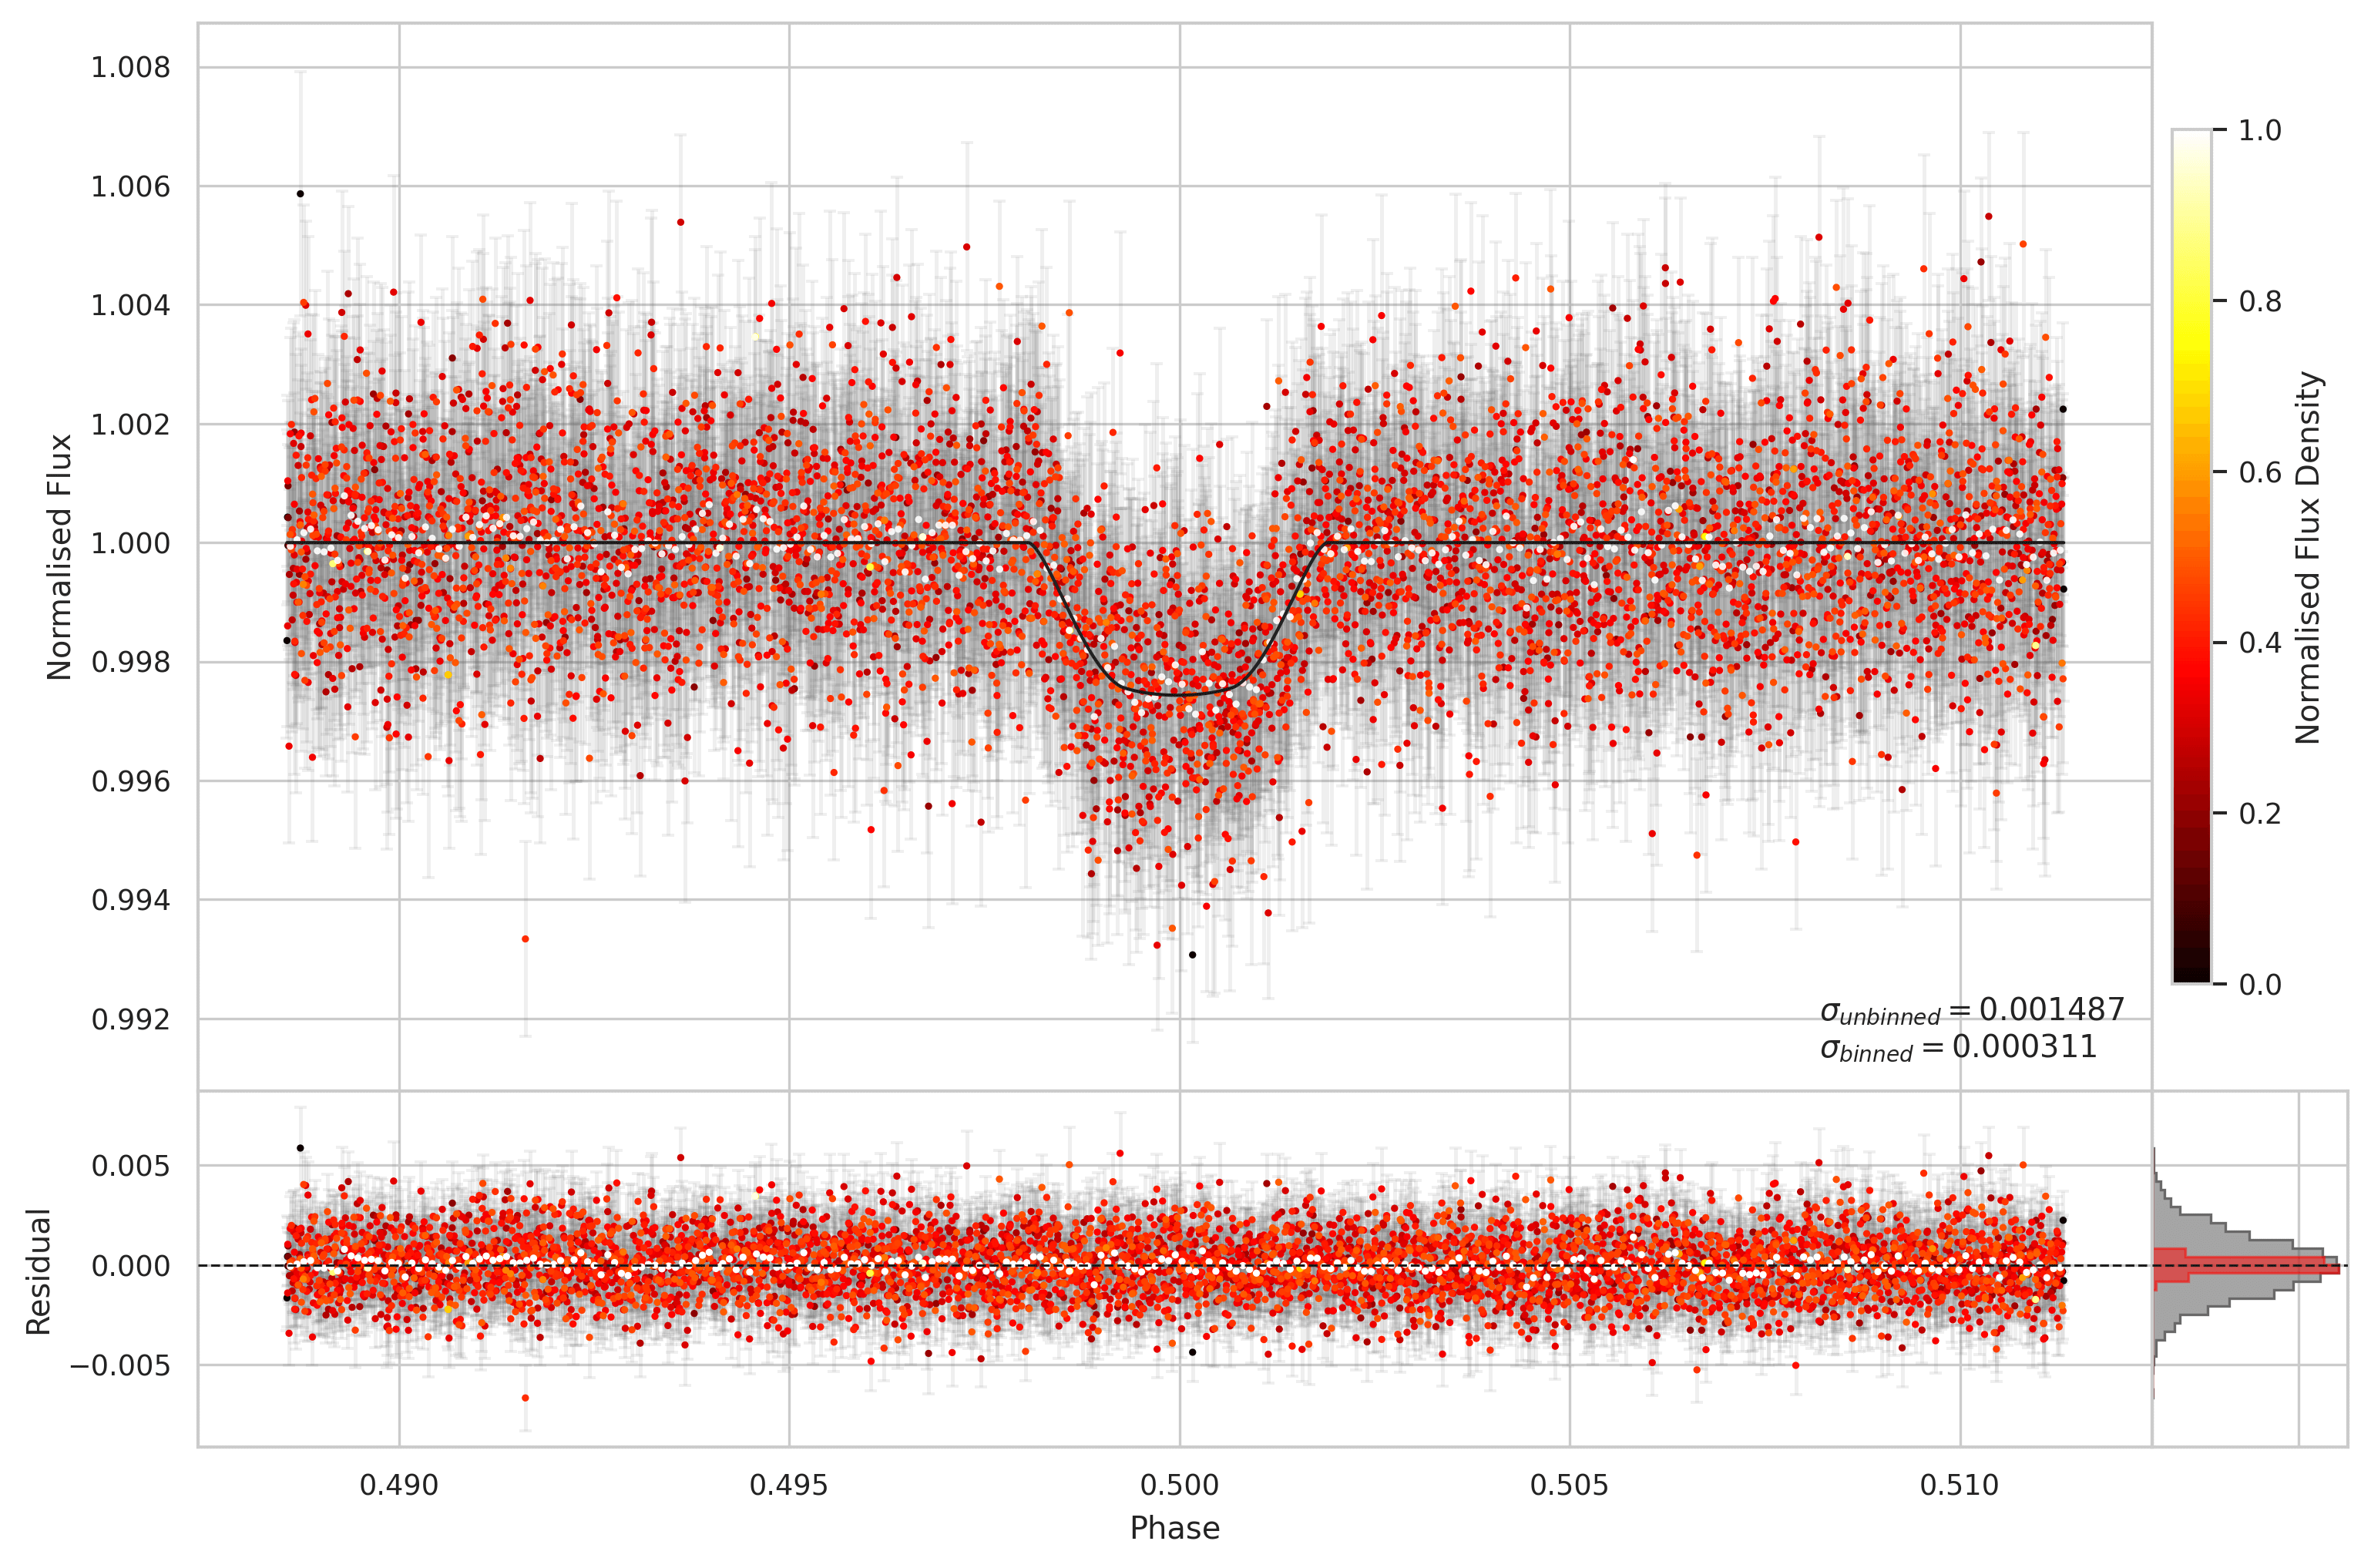 1.008
1.006
1.004
1.002
1.000
0.998
0.996
0.994
0.992
Normalised Flux
1.0
0.8
0.6
0.4
0.2
0.0
Normalised Flux Density
σunbinned = 0.001487
σbinned = 0.000311
0.005
0.000
−0.005
Residual
0.490 0.495 0.500 0.505 0.510
Phase